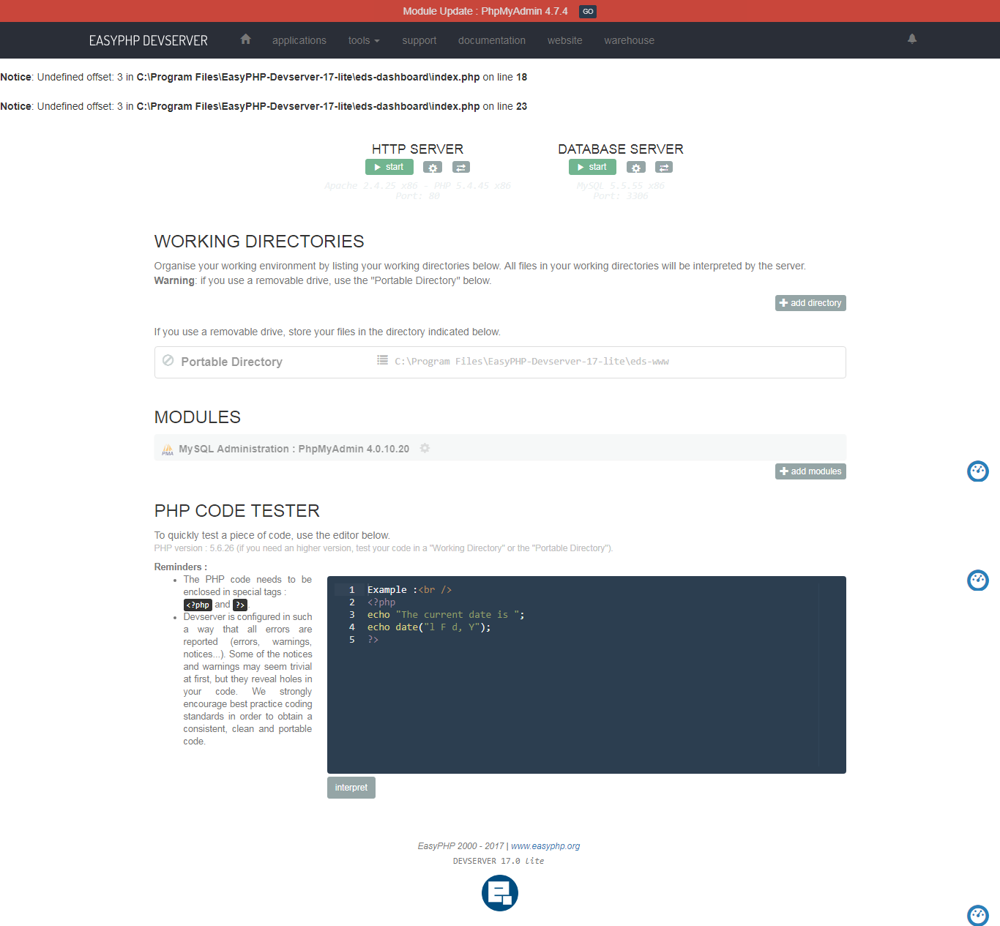 Module Update : PhpMyAdmin 4.7.4 GO
EASYPHP DEVSERVER applications tools support documentation website warehouse
Notice: Undefined offset: 3 in C:\Program Files\EasyPHP-Devserver-17-lite\eds-dashboard\index.php on line 18
Notice: Undefined offset: 3 in C:\Program Files\EasyPHP-Devserver-17-lite\eds-dashboard\index.php on line 23
HTTP SERVER
start
Apache 2.4.25 x86 - PHP 5.4.45 x86
Port: 80
DATABASE SERVER
start
MySQL 5.5.55 x86
Port: 3306
WORKING DIRECTORIES
Organise your working environment by listing your working directories below. All files in your working directories will be interpreted by the server.
Warning: if you use a removable drive, use the "Portable Directory" below.
add directory
If you use a removable drive, store your files in the directory indicated below.
Portable Directory C:\Program Files\EasyPHP-Devserver-17-lite\eds-www
MODULES
PMA MySQL Administration : PhpMyAdmin 4.0.10.20
add modules
PHP CODE TESTER
To quickly test a piece of code, use the editor below.
PHP version : 5.6.26 (if you need an higher version, test your code in a "Working Directory" or the "Portable Directory").
Reminders :
• The PHP code needs to be
enclosed in special tags :
<?php and ?>.
• Devserver is configured in such
a way that all errors are
reported (errors, warnings,
notices...). Some of the notices
and warnings may seem trivial
at first, but they reveal holes in
your code. We strongly
encourage best practice coding
standards in order to obtain a
consistent, clean and portable
code.
1 Example :<br />
2 <?php
3 echo "The current date is ";
4 echo date("l F d, Y");
5 ?>
interpret
EasyPHP 2000 - 2017 | www.easyphp.org
DEVSERVER 17.0 Lite